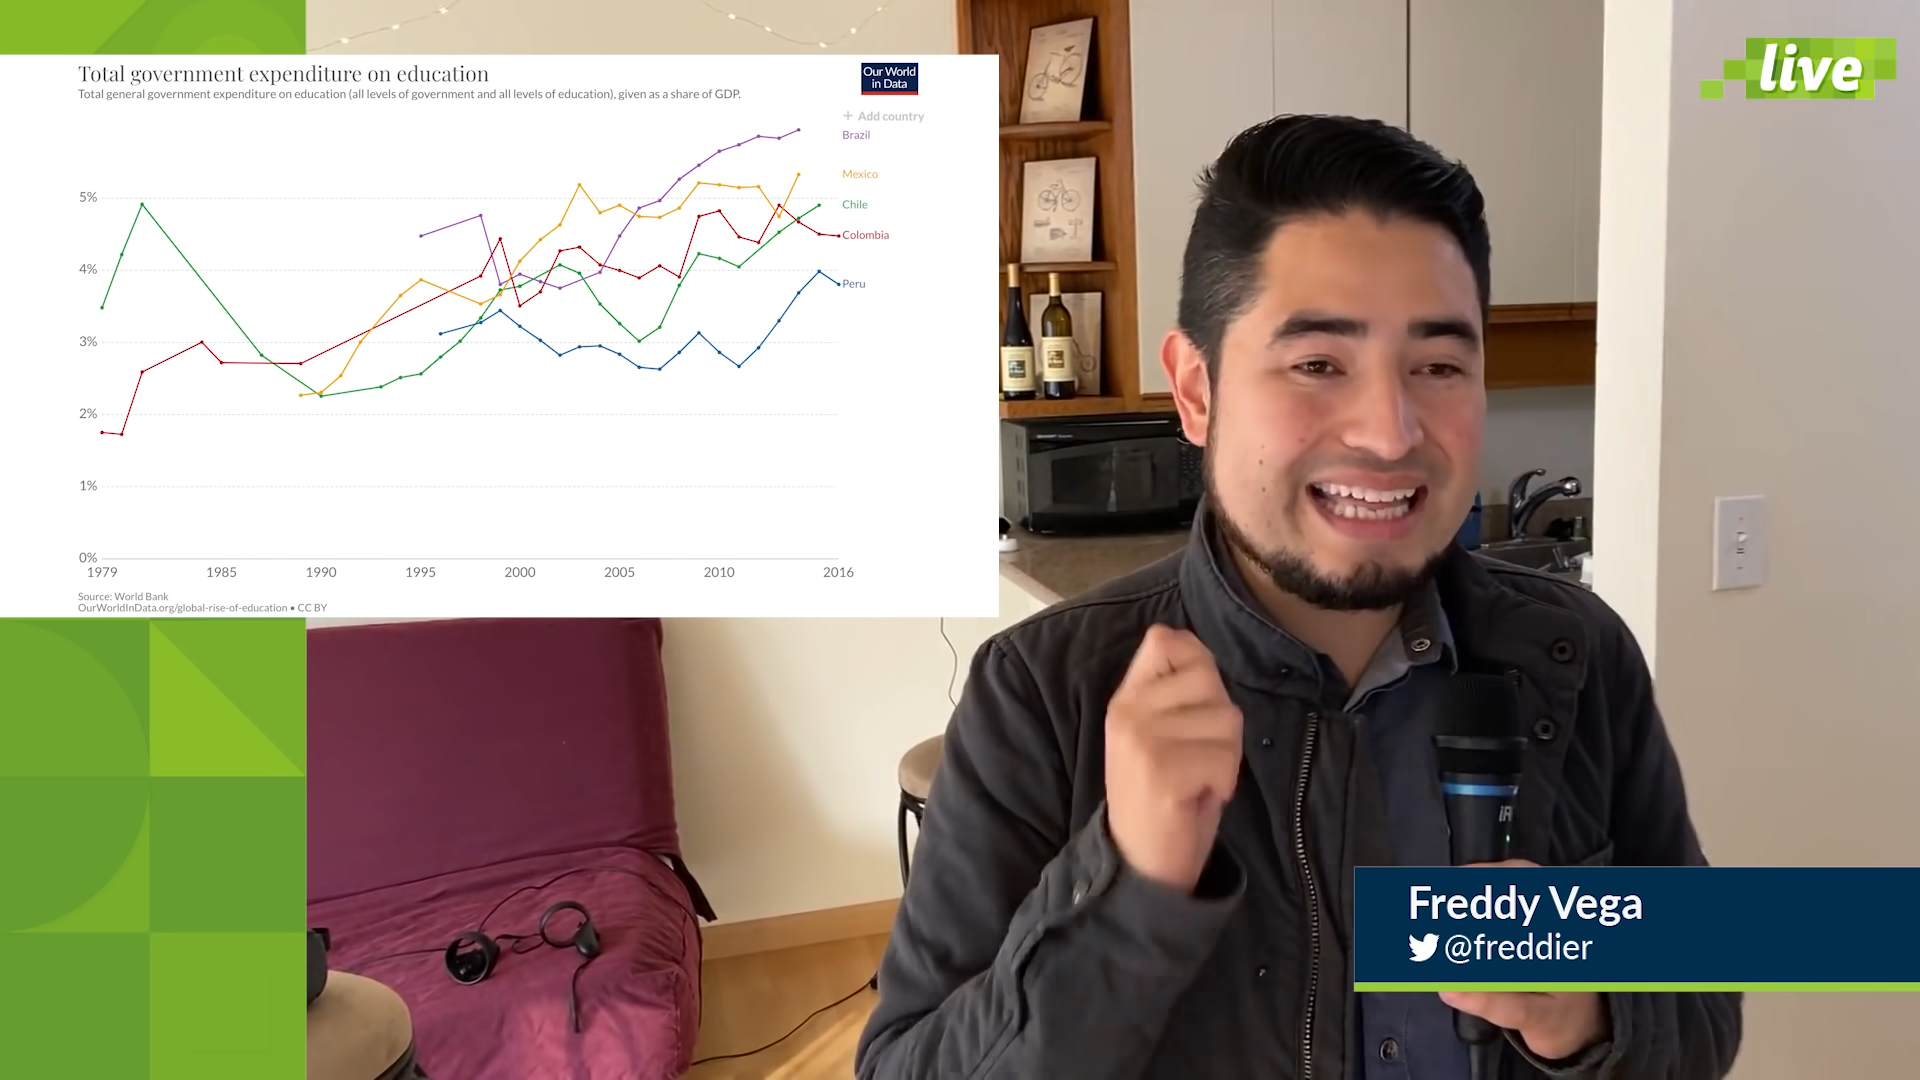 Total government expenditure on education
Total general government expenditure on education (all levels of government and all levels of education), given as a share of GDP.
Our World
in Data
+ Add country
Brazil
Mexico
Chile
Colombia
Peru
5%
4%
3%
2%
1%
0%
1979 1985 1990 1995 2000 2005 2010 2016
Source: World Bank
OurWorldInData.org/global-rise-of-education • CC BY
live
Freddy Vega
@freddier